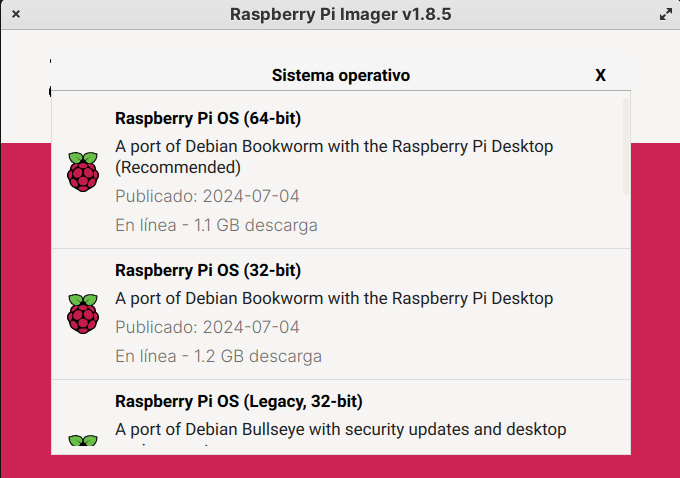 Raspberry Pi Imager v1.8.5
Sistema operativo
X
Raspberry Pi OS (64-bit)
A port of Debian Bookworm with the Raspberry Pi Desktop
(Recommended)
Publicado: 2024-07-04
En línea - 1.1 GB descarga
Raspberry Pi OS (32-bit)
A port of Debian Bookworm with the Raspberry Pi Desktop
Publicado: 2024-07-04
En línea - 1.2 GB descarga
Raspberry Pi OS (Legacy, 32-bit)
A port of Debian Bullseye with security updates and desktop